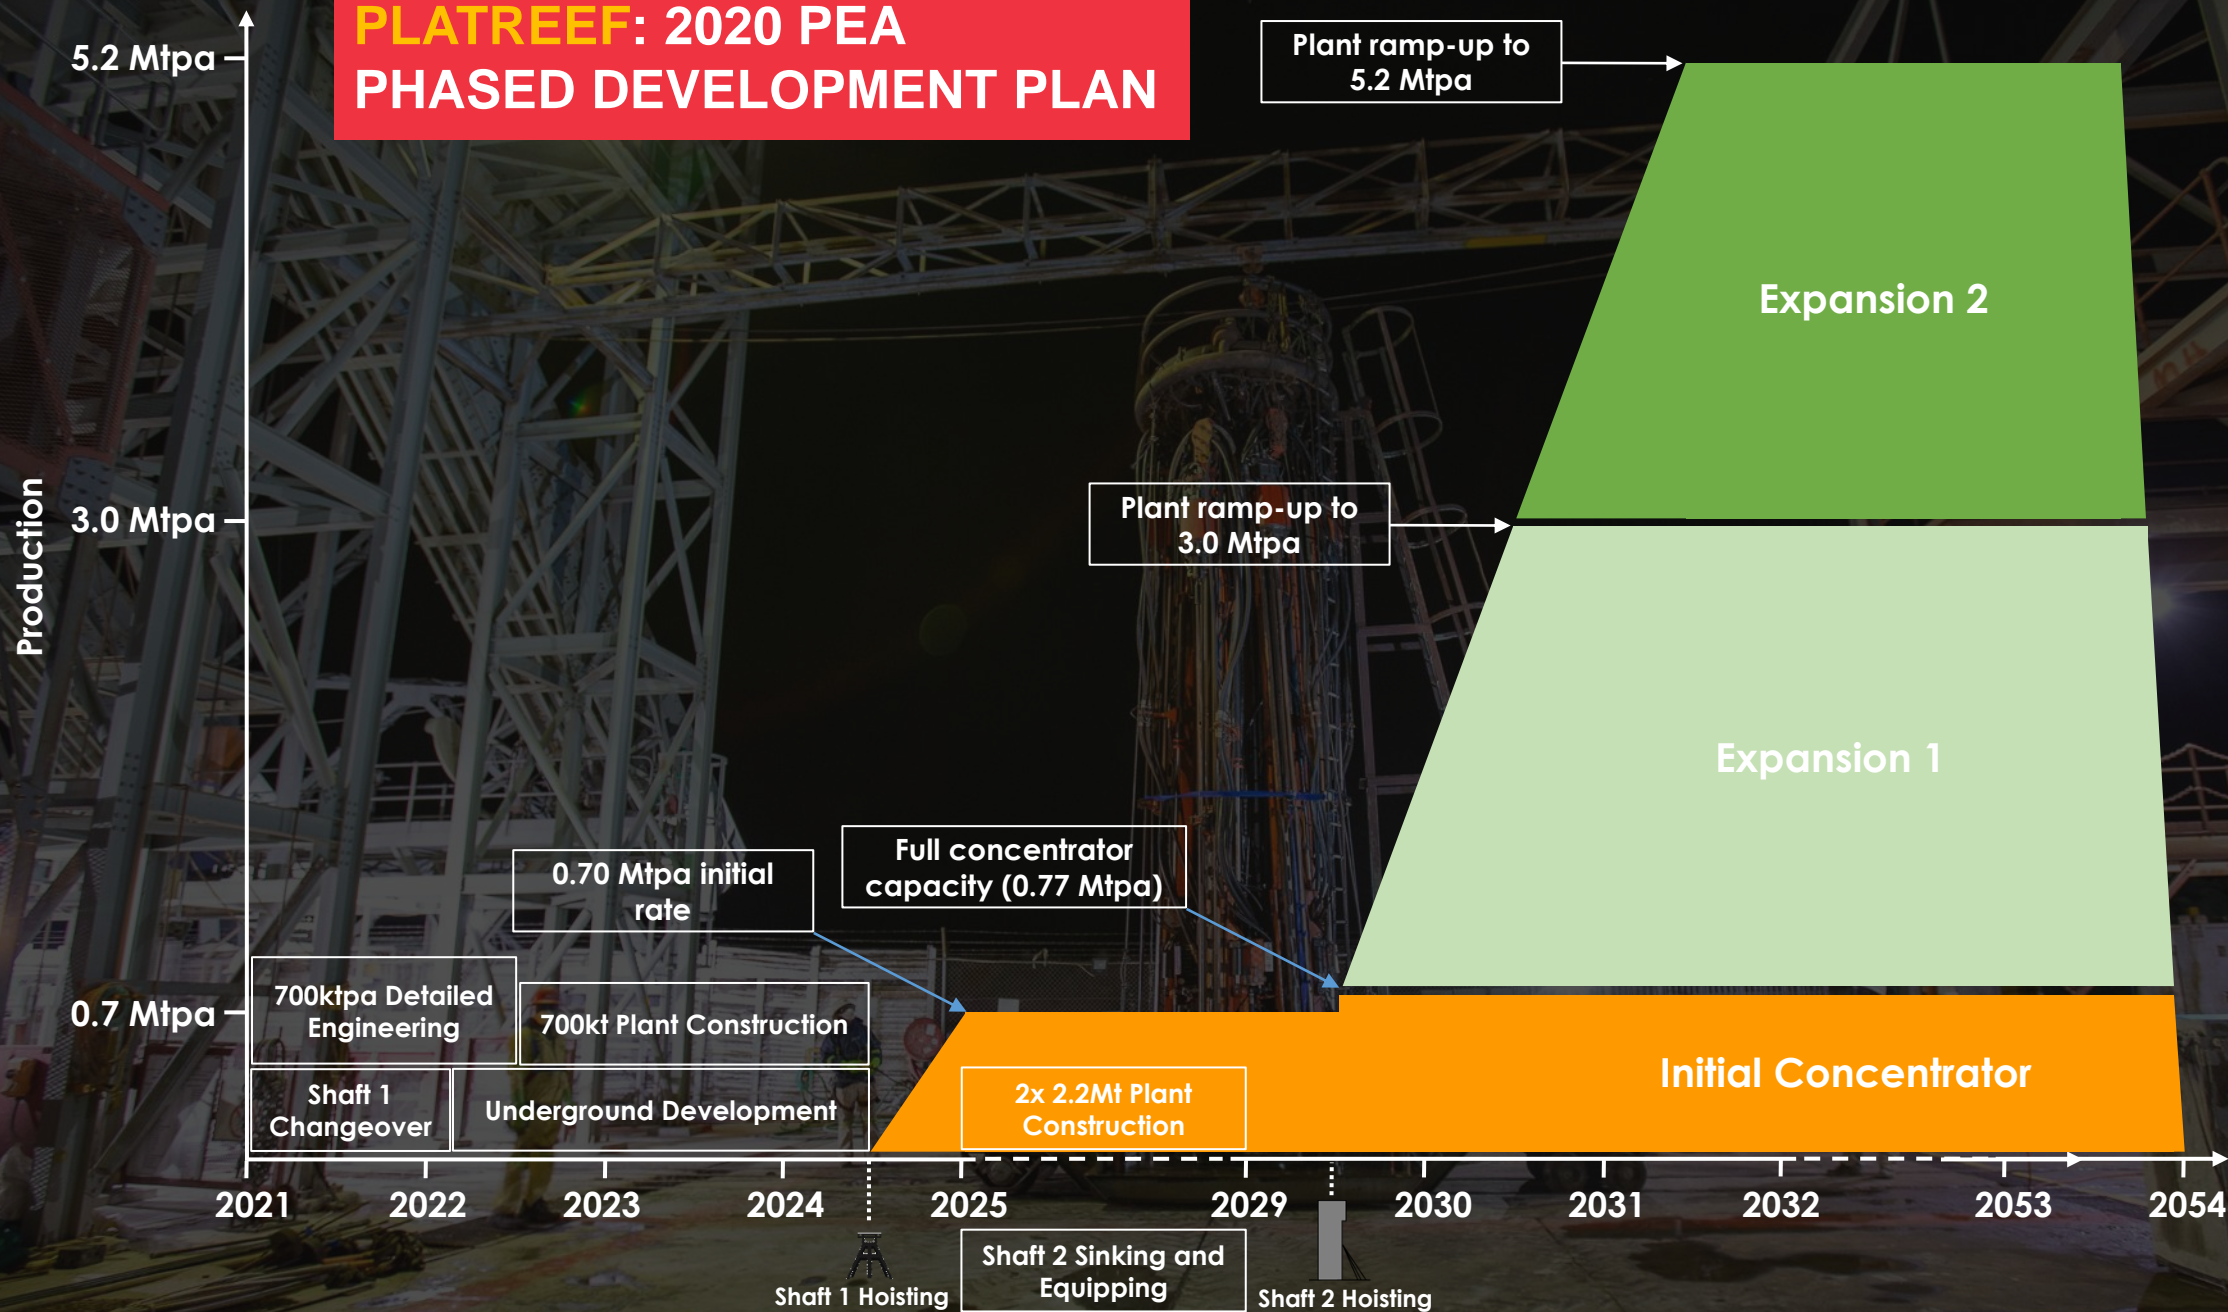 PLATREEF: 2020 PEA
PHASED DEVELOPMENT PLAN
5.2 Mtpa
Plant ramp-up to
5.2 Mtpa
Expansion 2
Production
3.0 Mtpa
Plant ramp-up to
3.0 Mtpa
Expansion 1
0.70 Mtpa initial
rate
Full concentrator
capacity (0.77 Mtpa)
0.7 Mtpa
700ktpa Detailed
Engineering
700kt Plant Construction
Shaft 1
Changeover
Underground Development
2x 2.2Mt Plant
Construction
Initial Concentrator
2021 2022 2023 2024 2025 2029 2030 2031 2032 2053 2054
Shaft 1 Hoisting
Shaft 2 Sinking and
Equipping
Shaft 2 Hoisting